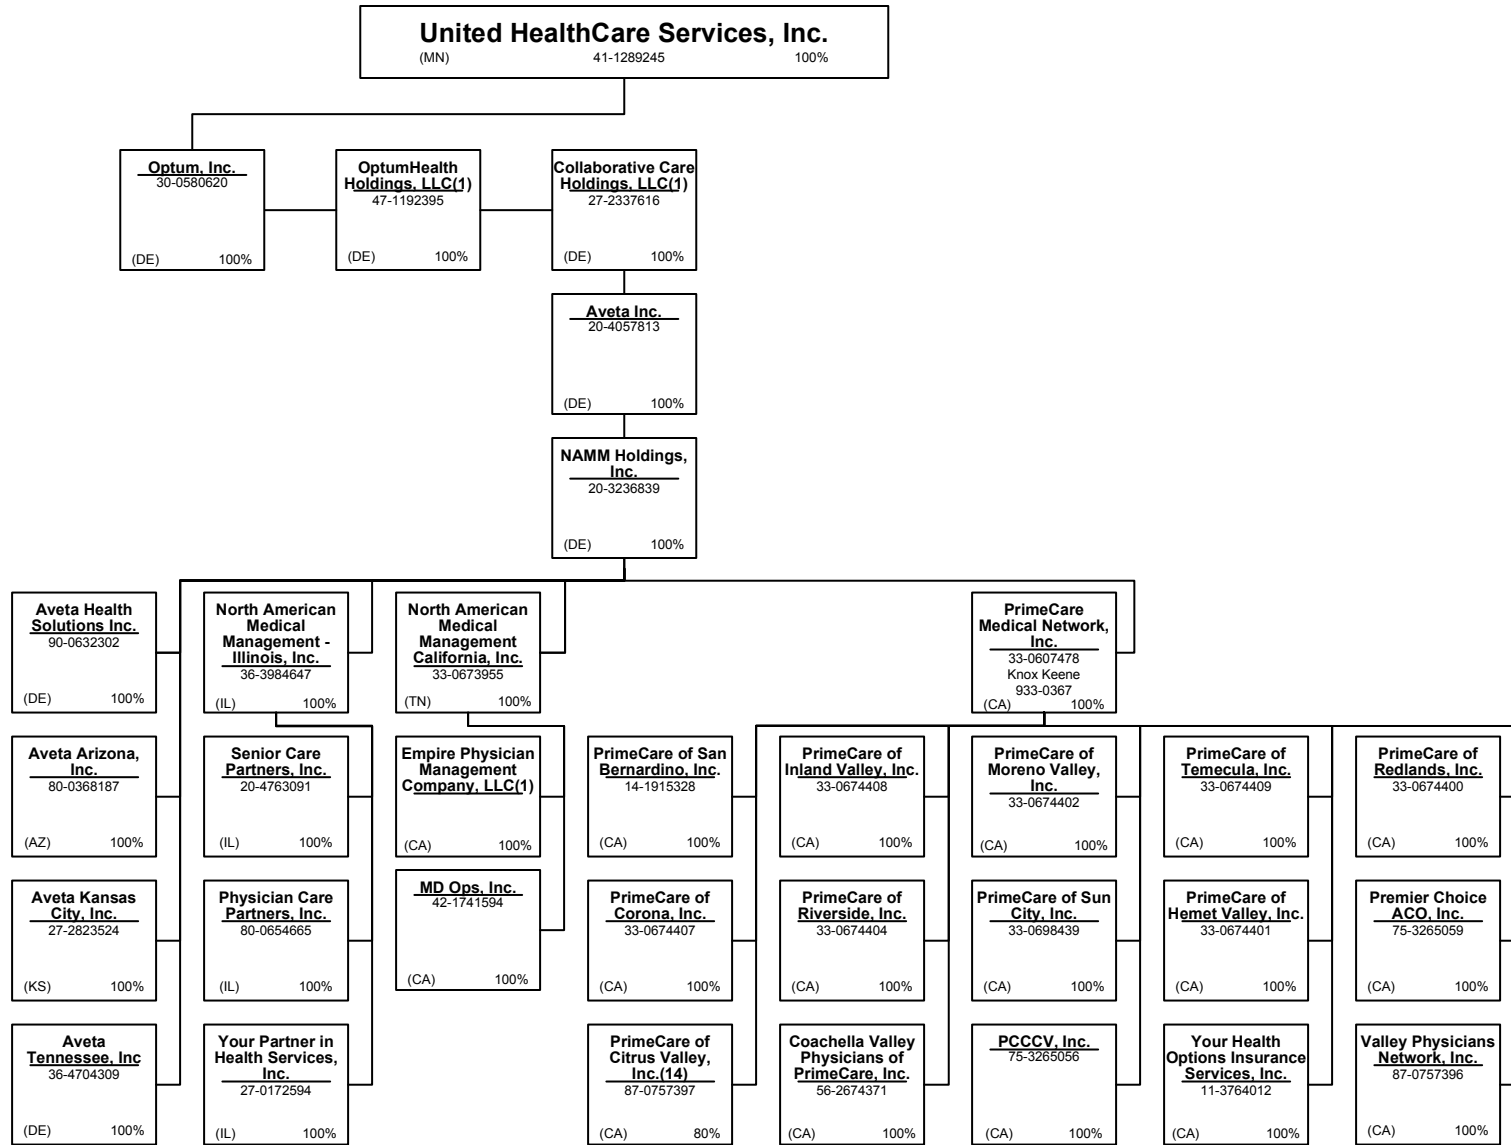 United HealthCare Services, Inc.
(MN) 41-1289245 100%
Optum, Inc.
30-0580620
(DE) 100%
OptumHealth
Holdings, LLC(1)
47-1192395
(DE) 100%
Collaborative Care
Holdings, LLC(1)
27-2337616
(DE) 100%
Aveta Inc.
20-4057813
(DE) 100%
NAMM Holdings,
Inc.
20-3236839
(DE) 100%
Aveta Health
Solutions Inc.
90-0632302
(DE) 100%
North American
Medical
Management -
Illinois, Inc.
36-3984647
(IL) 100%
North American
Medical
Management
California, Inc.
33-0673955
(TN) 100%
PrimeCare
Medical Network,
Inc.
33-0607478
Knox Keene
933-0367
(CA) 100%
Aveta Arizona,
Inc.
80-0368187
(AZ) 100%
Senior Care
Partners, Inc.
20-4763091
(IL) 100%
Empire Physician
Management
Company, LLC(1)
(CA) 100%
PrimeCare of San
Bernardino, Inc.
14-1915328
(CA) 100%
PrimeCare of
Inland Valley, Inc.
33-0674408
(CA) 100%
PrimeCare of
Moreno Valley,
Inc.
33-0674402
(CA) 100%
PrimeCare of
Temecula, Inc.
33-0674409
(CA) 100%
PrimeCare of
Redlands, Inc.
33-0674400
(CA) 100%
Aveta Kansas
City, Inc.
27-2823524
(KS) 100%
Physician Care
Partners, Inc.
80-0654665
(IL) 100%
MD Ops, Inc.
42-1741594
(CA) 100%
PrimeCare of
Corona, Inc.
33-0674407
(CA) 100%
PrimeCare of
Riverside, Inc.
33-0674404
(CA) 100%
PrimeCare of Sun
City, Inc.
33-0698439
(CA) 100%
PrimeCare of
Hemet Valley, Inc.
33-0674401
(CA) 100%
Premier Choice
ACO, Inc.
75-3265059
(CA) 100%
Aveta
Tennessee, Inc
36-4704309
(DE) 100%
Your Partner in
Health Services,
Inc.
27-0172594
(IL) 100%
PrimeCare of
Citrus Valley,
Inc.(14)
87-0757397
(CA) 80%
Coachella Valley
Physicians of
PrimeCare, Inc.
56-2674371
(CA) 100%
PCCCV, Inc.
75-3265056
(CA) 100%
Your Health
Options Insurance
Services, Inc.
11-3764012
(CA) 100%
Valley Physicians
Network, Inc.
87-0757396
(CA) 100%